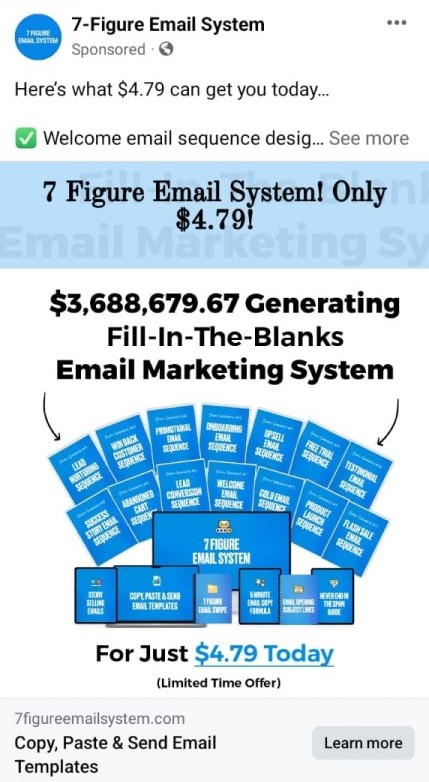 7 FIGURE
EMAIL SYSTEM
7-Figure Email System
Sponsored ·
Here’s what $4.79 can get you today...
✅ Welcome email sequence desig... See more
7 Figure Email System! Only
$4.79!
Email Marketing Sy
$3,688,679.67 Generating
Fill-In-The-Blanks
Email Marketing System
LEAD
NURTURING
SEQUENCE
WIN BACK
CUSTOMER
SEQUENCE
PROMOTIONAL
EMAIL
SEQUENCE
ONBOARDING
EMAIL
SEQUENCE
UPSELL
EMAIL
SEQUENCE
FREE TRIAL
SEQUENCE
TESTIMONIAL
EMAIL
SEQUENCE
SUCCESS
STORY EMAIL
SEQUENCE
ABANDONED
CART
SEQUENCE
LEAD
CONVERSION
SEQUENCE
WELCOME
EMAIL
SEQUENCE
COLD EMAIL
SEQUENCE
PRODUCT
LAUNCH
SEQUENCE
FLASH SALE
EMAIL
SEQUENCE
7 FIGURE
EMAIL SYSTEM
STORY
SELLING
EMAILS
COPY, PASTE & SEND
EMAIL TEMPLATES
7 FIGURE
EMAIL SWIPE
5 MINUTE
EMAIL COPY
FORMULA
EMAIL OPENING
SUBJECT LINES
NEVER END IN
THE SPAM
GUIDE
For Just $4.79 Today
(Limited Time Offer)
7figureemailsystem.com
Copy, Paste & Send Email
Templates
Learn more